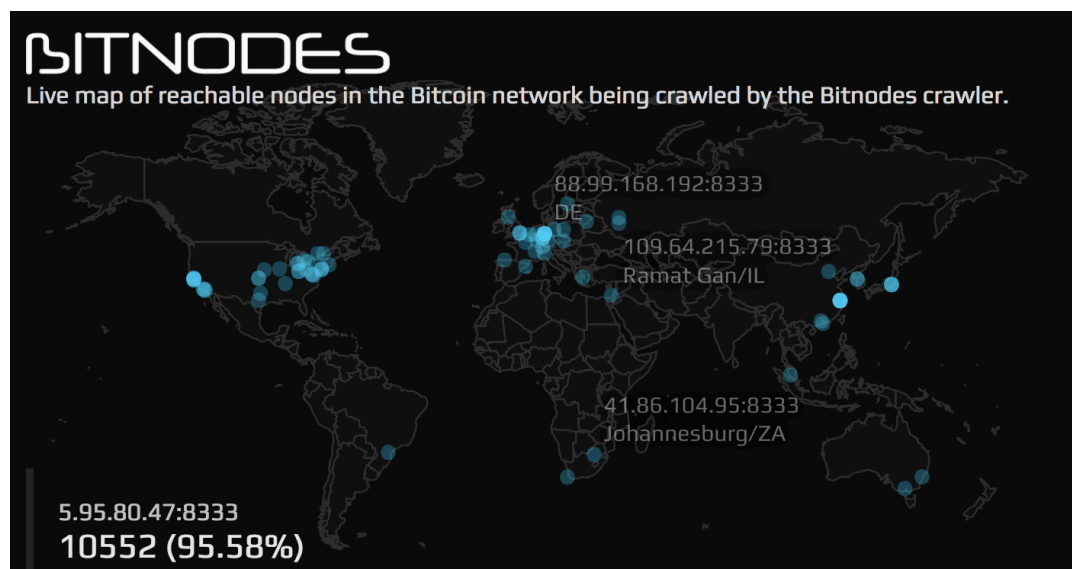 BITNODES
Live map of reachable nodes in the Bitcoin network being crawled by the Bitnodes crawler.
88.99.168.192:8333
DE
109.64.215.79:8333
Ramat Gan/IL
41.86.104.95:8333
Johannesburg/ZA
5.95.80.47:8333
10552 (95.58%)